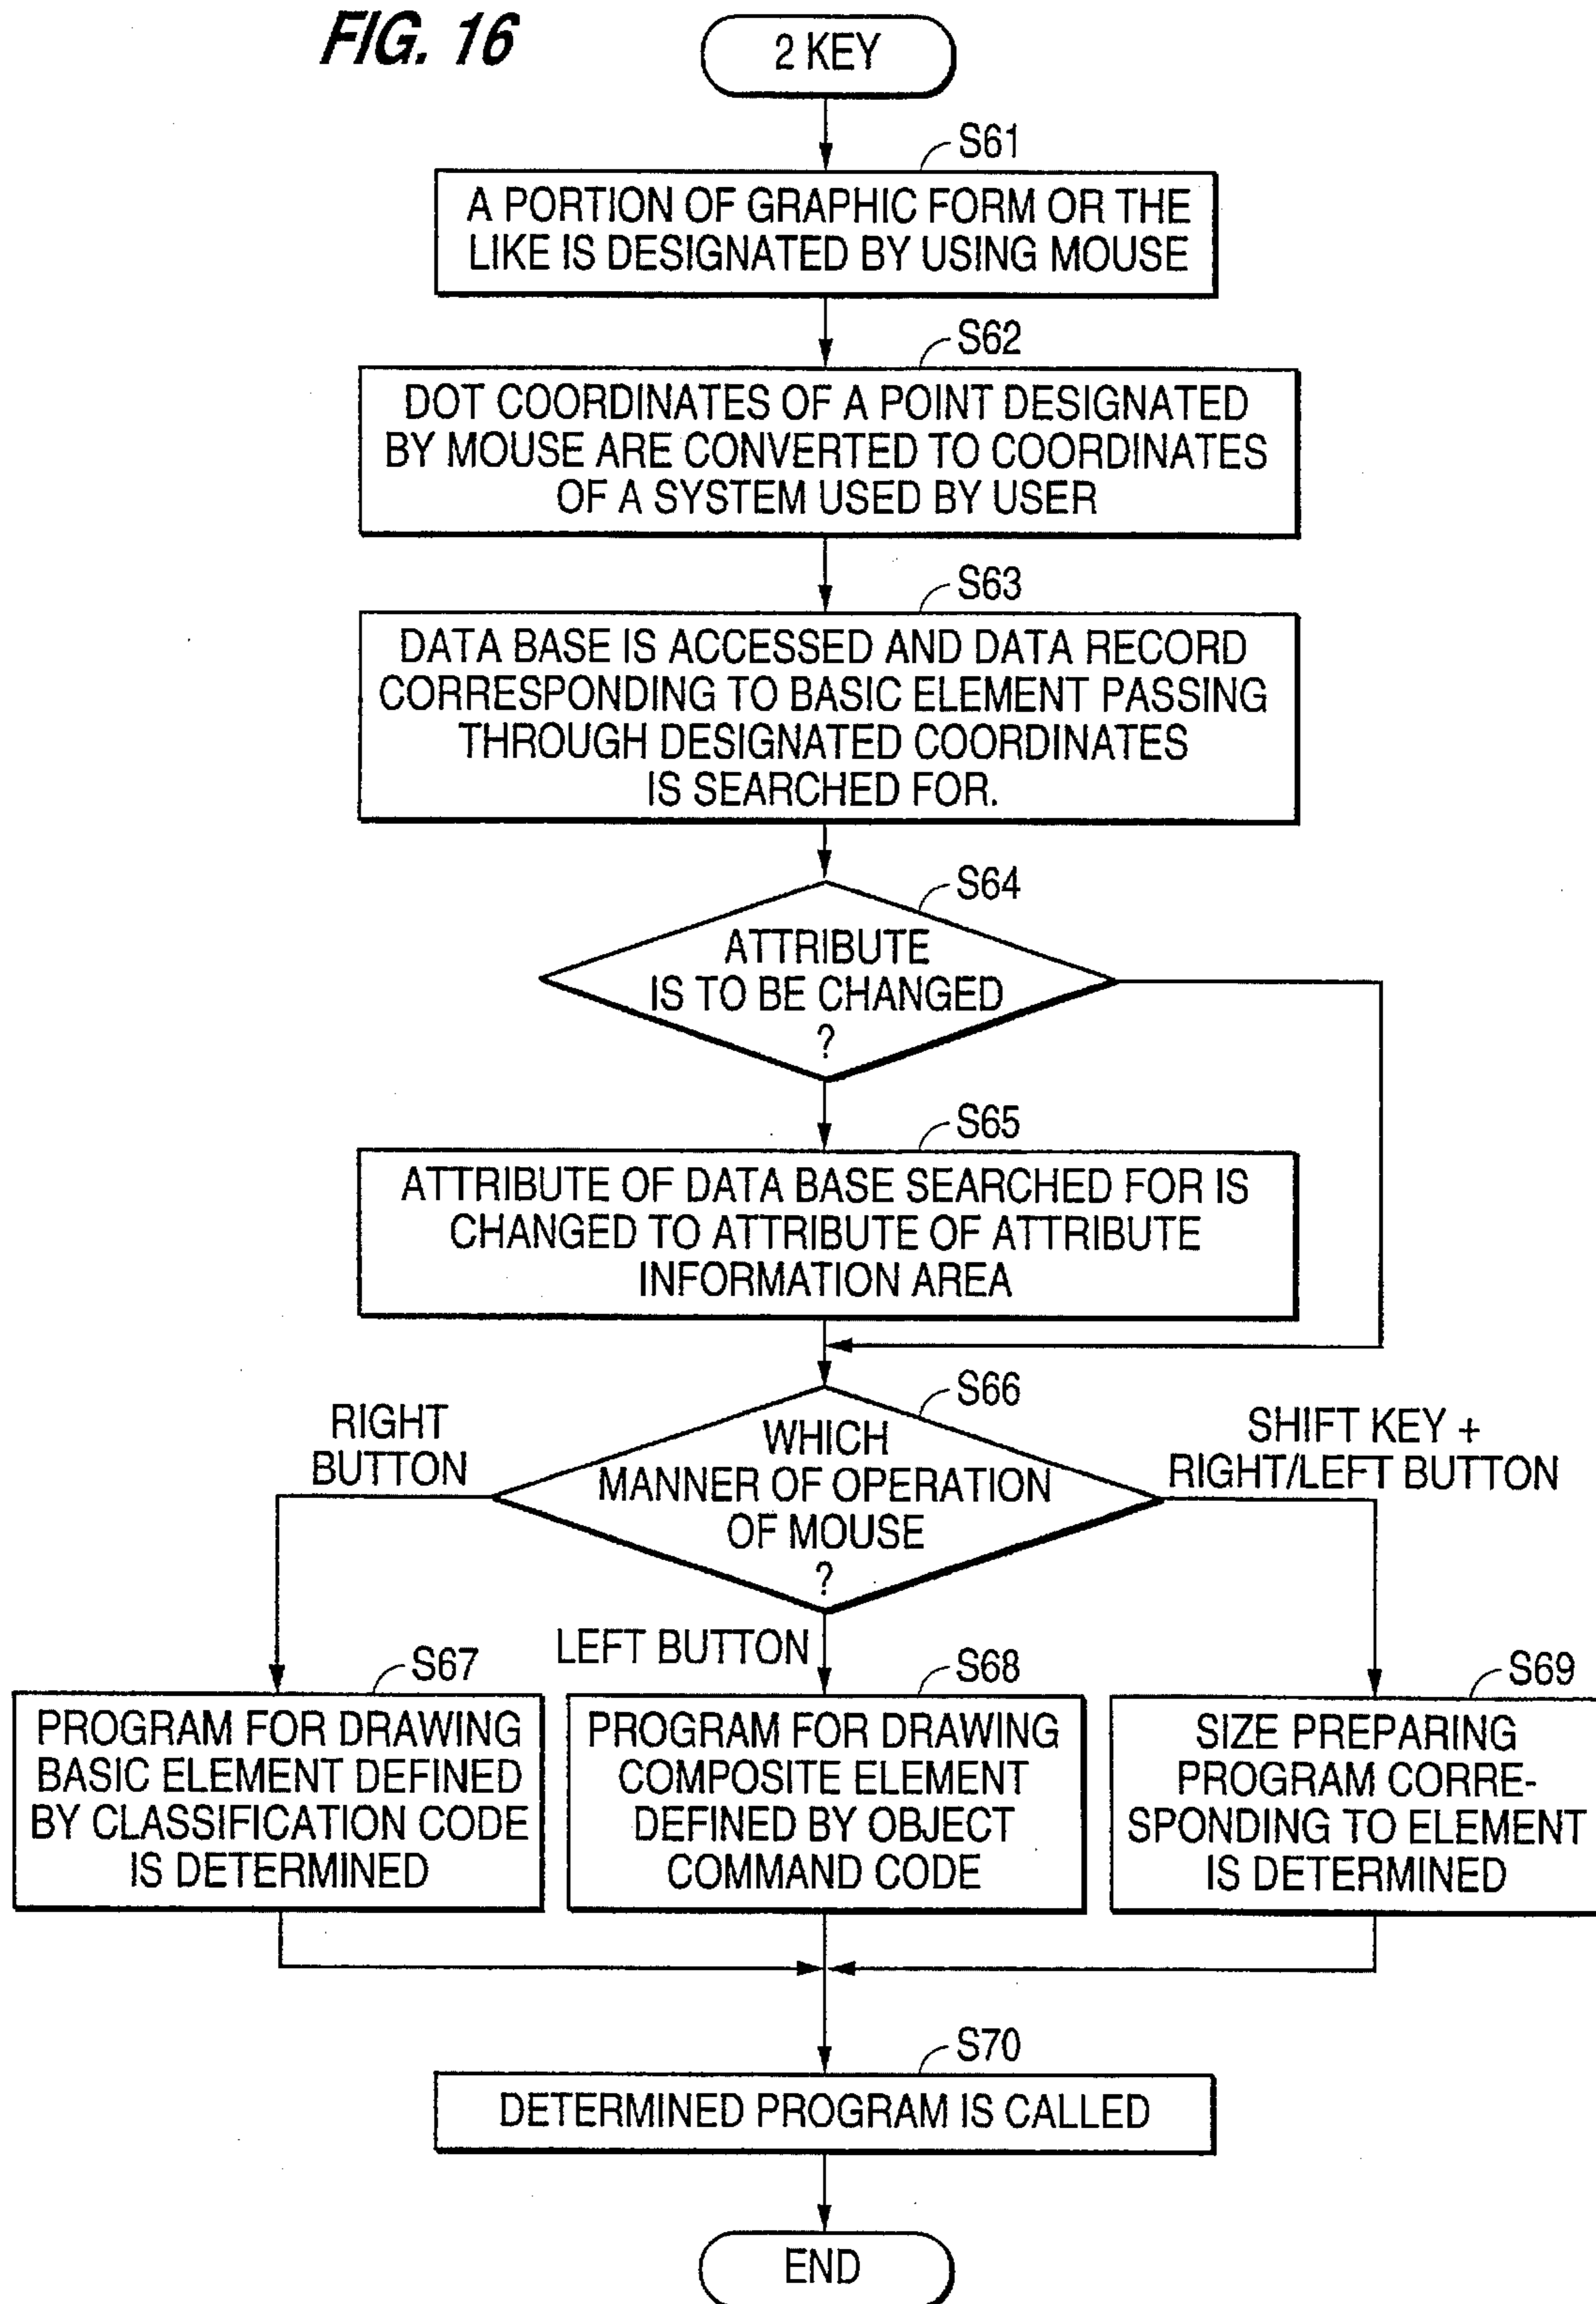 FIG. 16
2 KEY
S61
A PORTION OF GRAPHIC FORM OR THE
LIKE IS DESIGNATED BY USING MOUSE
S62
DOT COORDINATES OF A POINT DESIGNATED
BY MOUSE ARE CONVERTED TO COORDINATES
OF A SYSTEM USED BY USER
S63
DATA BASE IS ACCESSED AND DATA RECORD
CORRESPONDING TO BASIC ELEMENT PASSING
THROUGH DESIGNATED COORDINATES
IS SEARCHED FOR.
S64
ATTRIBUTE
IS TO BE CHANGED
?
S65
ATTRIBUTE OF DATA BASE SEARCHED FOR IS
CHANGED TO ATTRIBUTE OF ATTRIBUTE
INFORMATION AREA
S66
WHICH
MANNER OF OPERATION
OF MOUSE
?
RIGHT
BUTTON
LEFT BUTTON
SHIFT KEY +
RIGHT/LEFT BUTTON
S67
PROGRAM FOR DRAWING
BASIC ELEMENT DEFINED
BY CLASSIFICATION CODE
IS DETERMINED
S68
PROGRAM FOR DRAWING
COMPOSITE ELEMENT
DEFINED BY OBJECT
COMMAND CODE
S69
SIZE PREPARING
PROGRAM CORRE-
SPONDING TO ELEMENT
IS DETERMINED
S70
DETERMINED PROGRAM IS CALLED
END